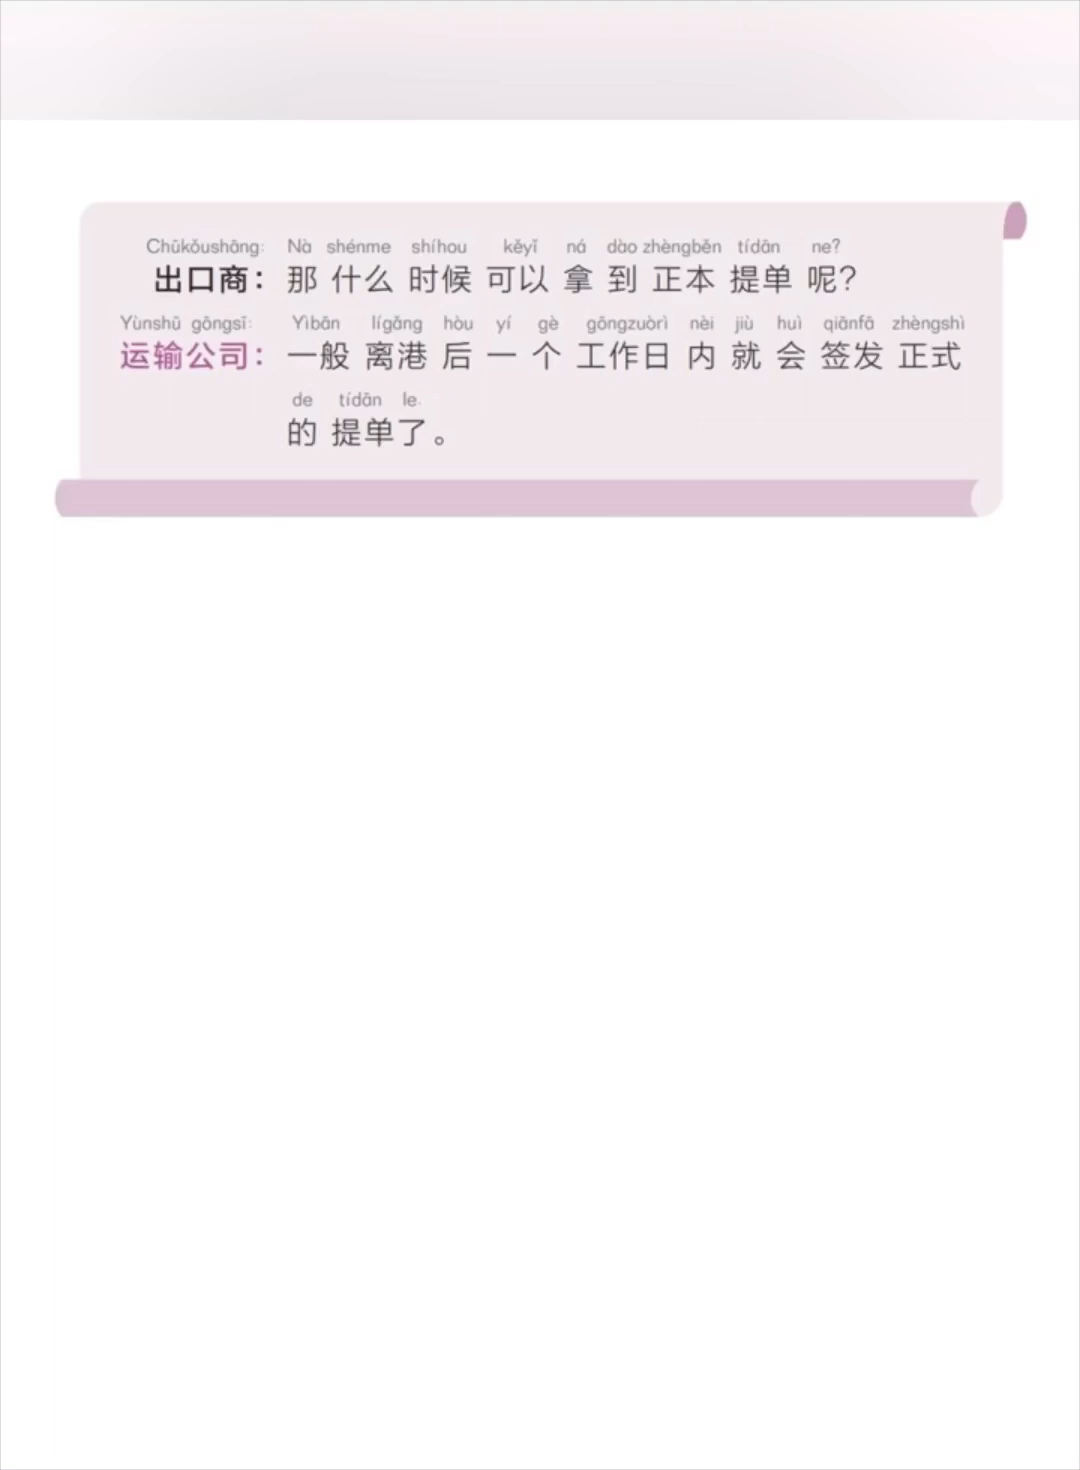 Chūkǒushāng: Nà shénme shíhou kěyǐ ná dào zhèngběn tídān ne?
出口商：那 什么 时候 可以 拿 到 正本 提单 呢？
Yùnshū gōngsī: Yìbān lígǎng hòu yí gè gōngzuòrì nèi jiù huì qiānfā zhèngshì
运输公司：一般 离港 后 一 个 工作日 内 就 会 签发 正式
de tídān le.
的 提单了。